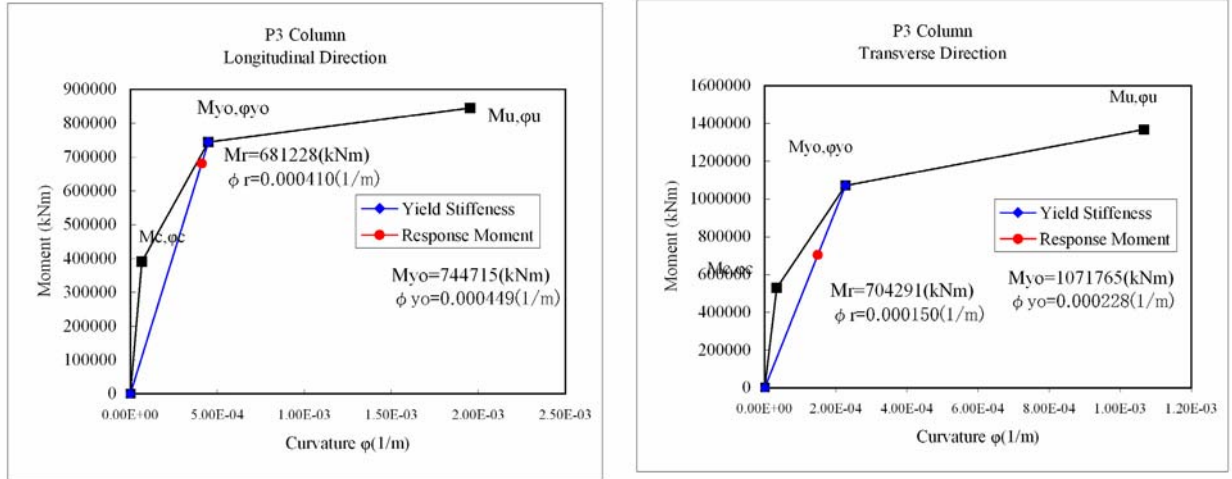 P3 Column
Longitudinal Direction
900000
800000
700000
600000
500000
400000
300000
200000
100000
0
Moment (kNm)
Myo,φyo
Mu,φu
Mr=681228(kNm)
φ r=0.000410(1/m)
Mc,φc
Yield Stiffeness
Response Moment
Myo=744715(kNm)
φ yo=0.000449(1/m)
0.00E+00 5.00E-04 1.00E-03 1.50E-03 2.00E-03 2.50E-03
Curvature φ(1/m)
P3 Column
Transverse Direction
1600000
1400000
1200000
1000000
800000
600000
400000
200000
0
Moment (kNm)
Mu,φu
Myo,φyo
Yield Stiffeness
Response Moment
Mc,φc
Mr=704291(kNm)
φ r=0.000150(1/m)
Myo=1071765(kNm)
φ yo=0.000228(1/m)
0.00E+00 2.00E-04 4.00E-04 6.00E-04 8.00E-04 1.00E-03 1.20E-03
Curvature φ(1/m)